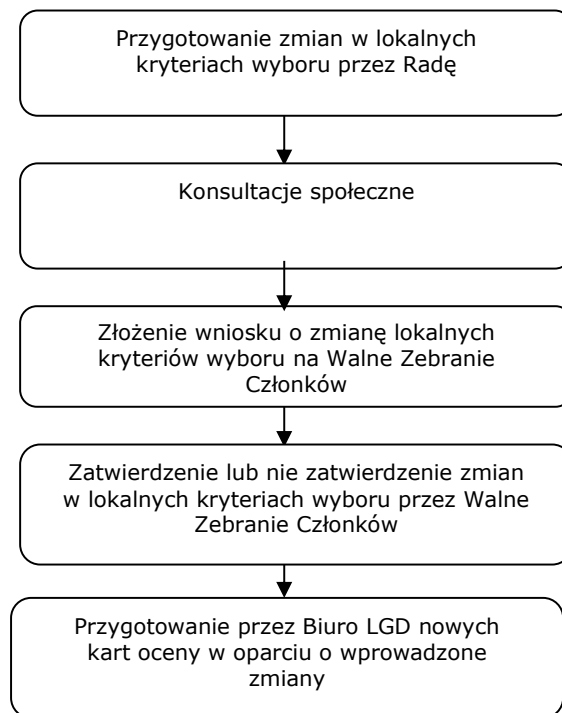 Przygotowanie zmian w lokalnych
kryteriach wyboru przez Radę
Konsultacje społeczne
Złożenie wniosku o zmianę lokalnych
kryteriów wyboru na Walne Zebranie
Członków
Zatwierdzenie lub nie zatwierdzenie zmian
w lokalnych kryteriach wyboru przez Walne
Zebranie Członków
Przygotowanie przez Biuro LGD nowych
kart oceny w oparciu o wprowadzone
zmiany